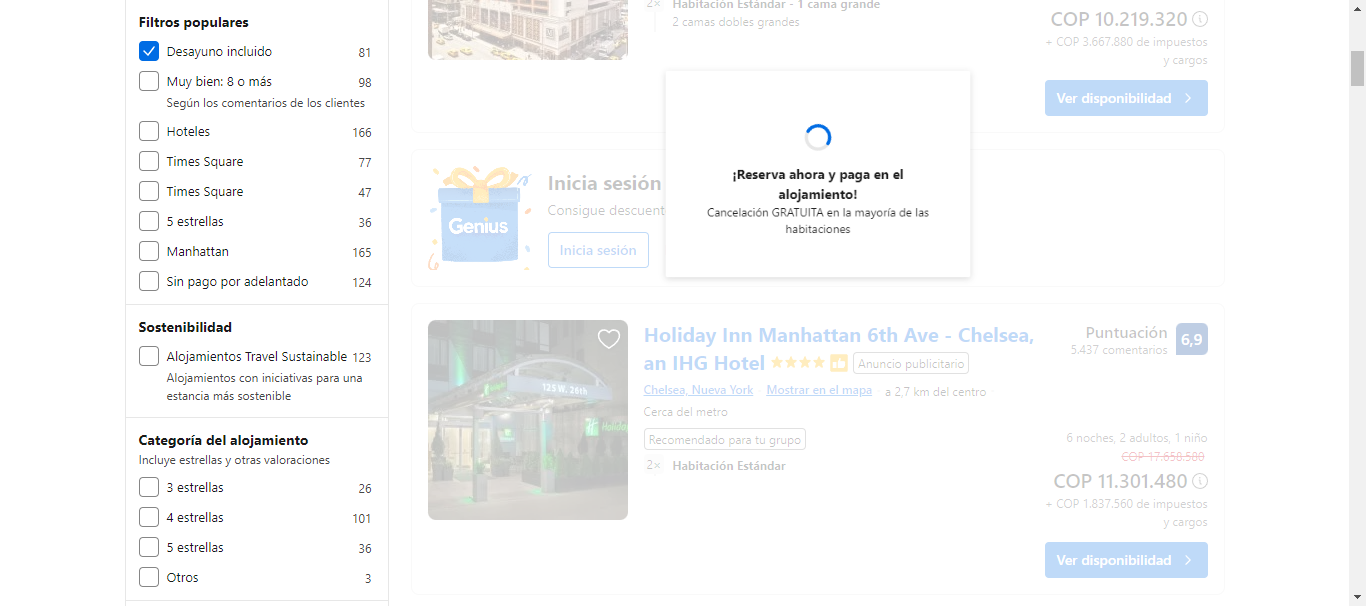 Filtros populares
Desayuno incluido 81
Muy bien: 8 o más 98
Según los comentarios de los clientes
Hoteles 166
Times Square 77
Times Square 47
5 estrellas 36
Manhattan 165
Sin pago por adelantado 124
Sostenibilidad
Alojamientos Travel Sustainable 123
Alojamientos con iniciativas para una
estancia más sostenible
Categoría del alojamiento
Incluye estrellas y otras valoraciones
3 estrellas 26
4 estrellas 101
5 estrellas 36
Otros 3
2× Habitación Estándar - 1 cama grande
2 camas dobles grandes
COP 10.219.320
+ COP 3.667.880 de impuestos
y cargos
Ver disponibilidad
¡Reserva ahora y paga en el
alojamiento!
Cancelación GRATUITA en la mayoría de las
habitaciones
Genius
Inicia sesión
Consigue descuent
Inicia sesión
125 W. 26th
Holiday
Holiday Inn Manhattan 6th Ave - Chelsea,
an IHG Hotel Anuncio publicitario
Chelsea, Nueva York · Mostrar en el mapa · a 2,7 km del centro
Cerca del metro
Recomendado para tu grupo
2× Habitación Estándar
Puntuación 6,9
5.437 comentarios
6 noches, 2 adultos, 1 niño
COP 17.658.580
COP 11.301.480
+ COP 1.837.560 de impuestos
y cargos
Ver disponibilidad